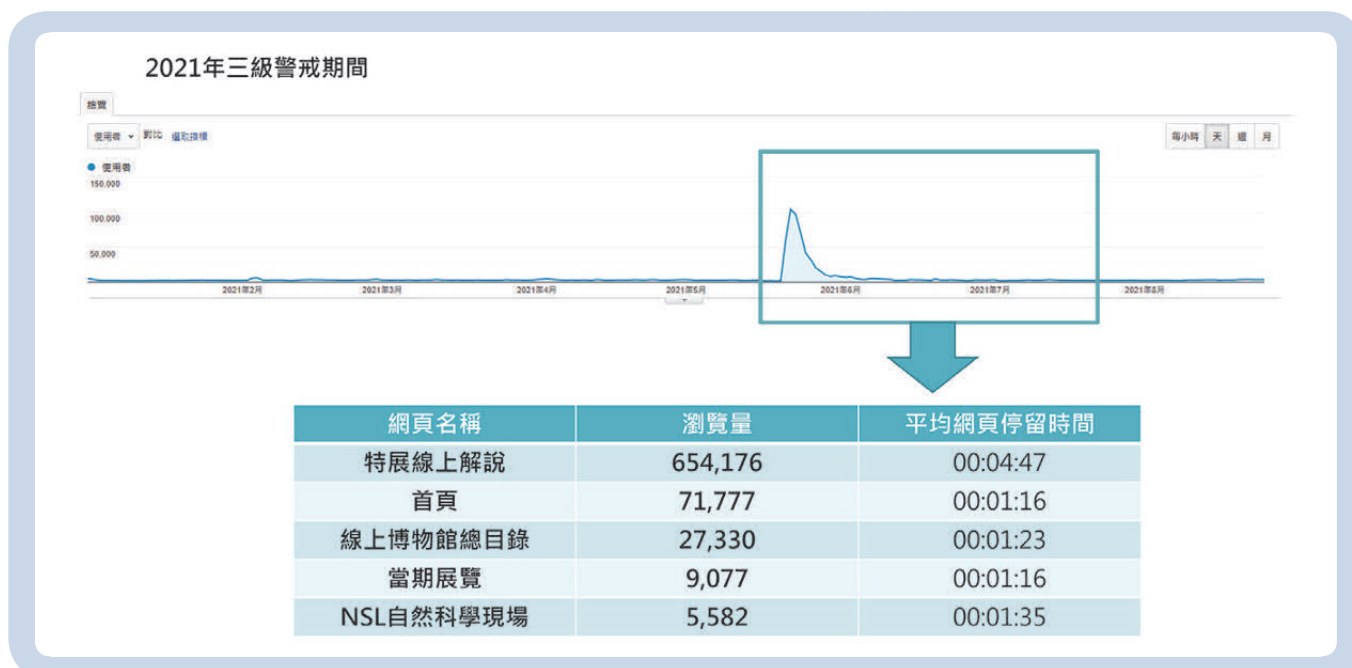 2021年三級警戒期間
總覽
使用者 對比 選取指標
每小時 天 週 月
使用者
150,000
100,000
50,000
2021年2月 2021年3月 2021年4月 2021年5月 2021年6月 2021年7月 2021年8月
網頁名稱 瀏覽量 平均網頁停留時間
特展線上解說 654,176 00:04:47
首頁 71,777 00:01:16
線上博物館總目錄 27,330 00:01:23
當期展覽 9,077 00:01:16
NSL自然科學現場 5,582 00:01:35